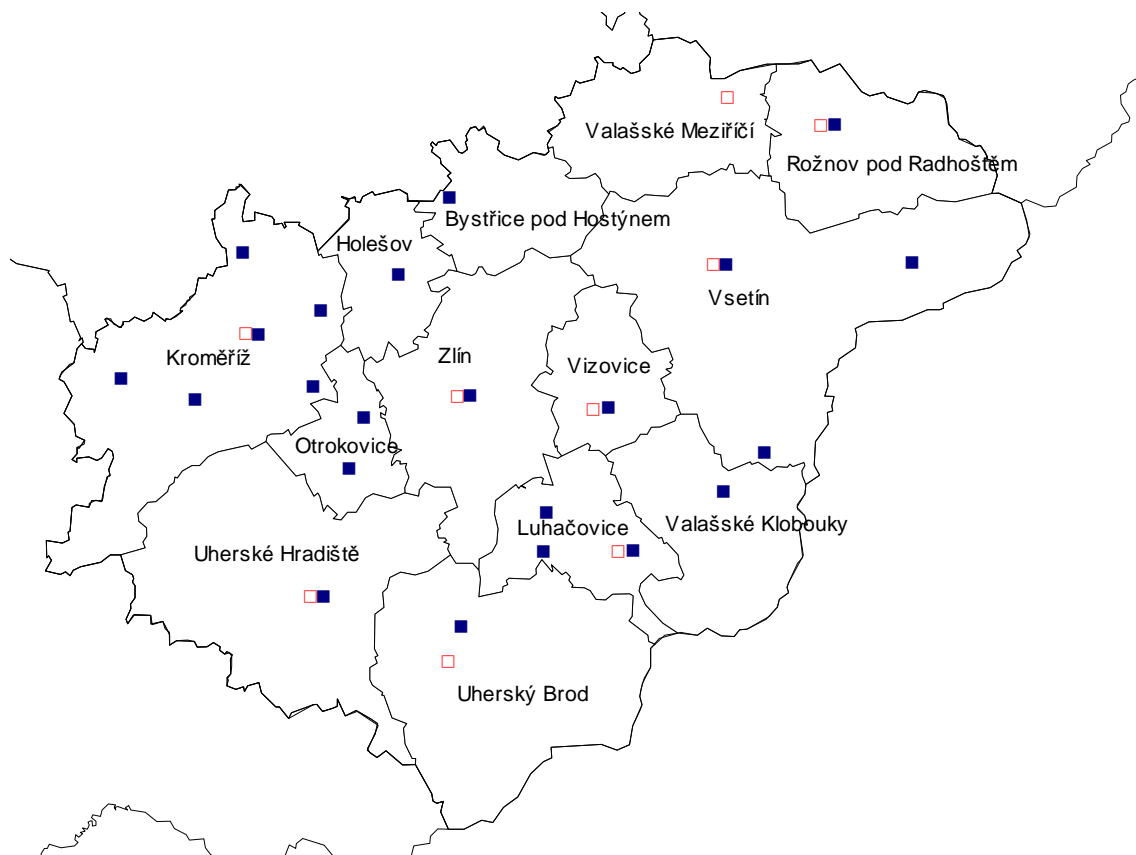 Valašské Meziříčí
Rožnov pod Radhoštěm
Bystřice pod Hostýnem
Holešov
Vsetín
Kroměříž
Zlín
Vizovice
Otrokovice
Luhačovice
Valašské Klobouky
Uherské Hradiště
Uherský Brod